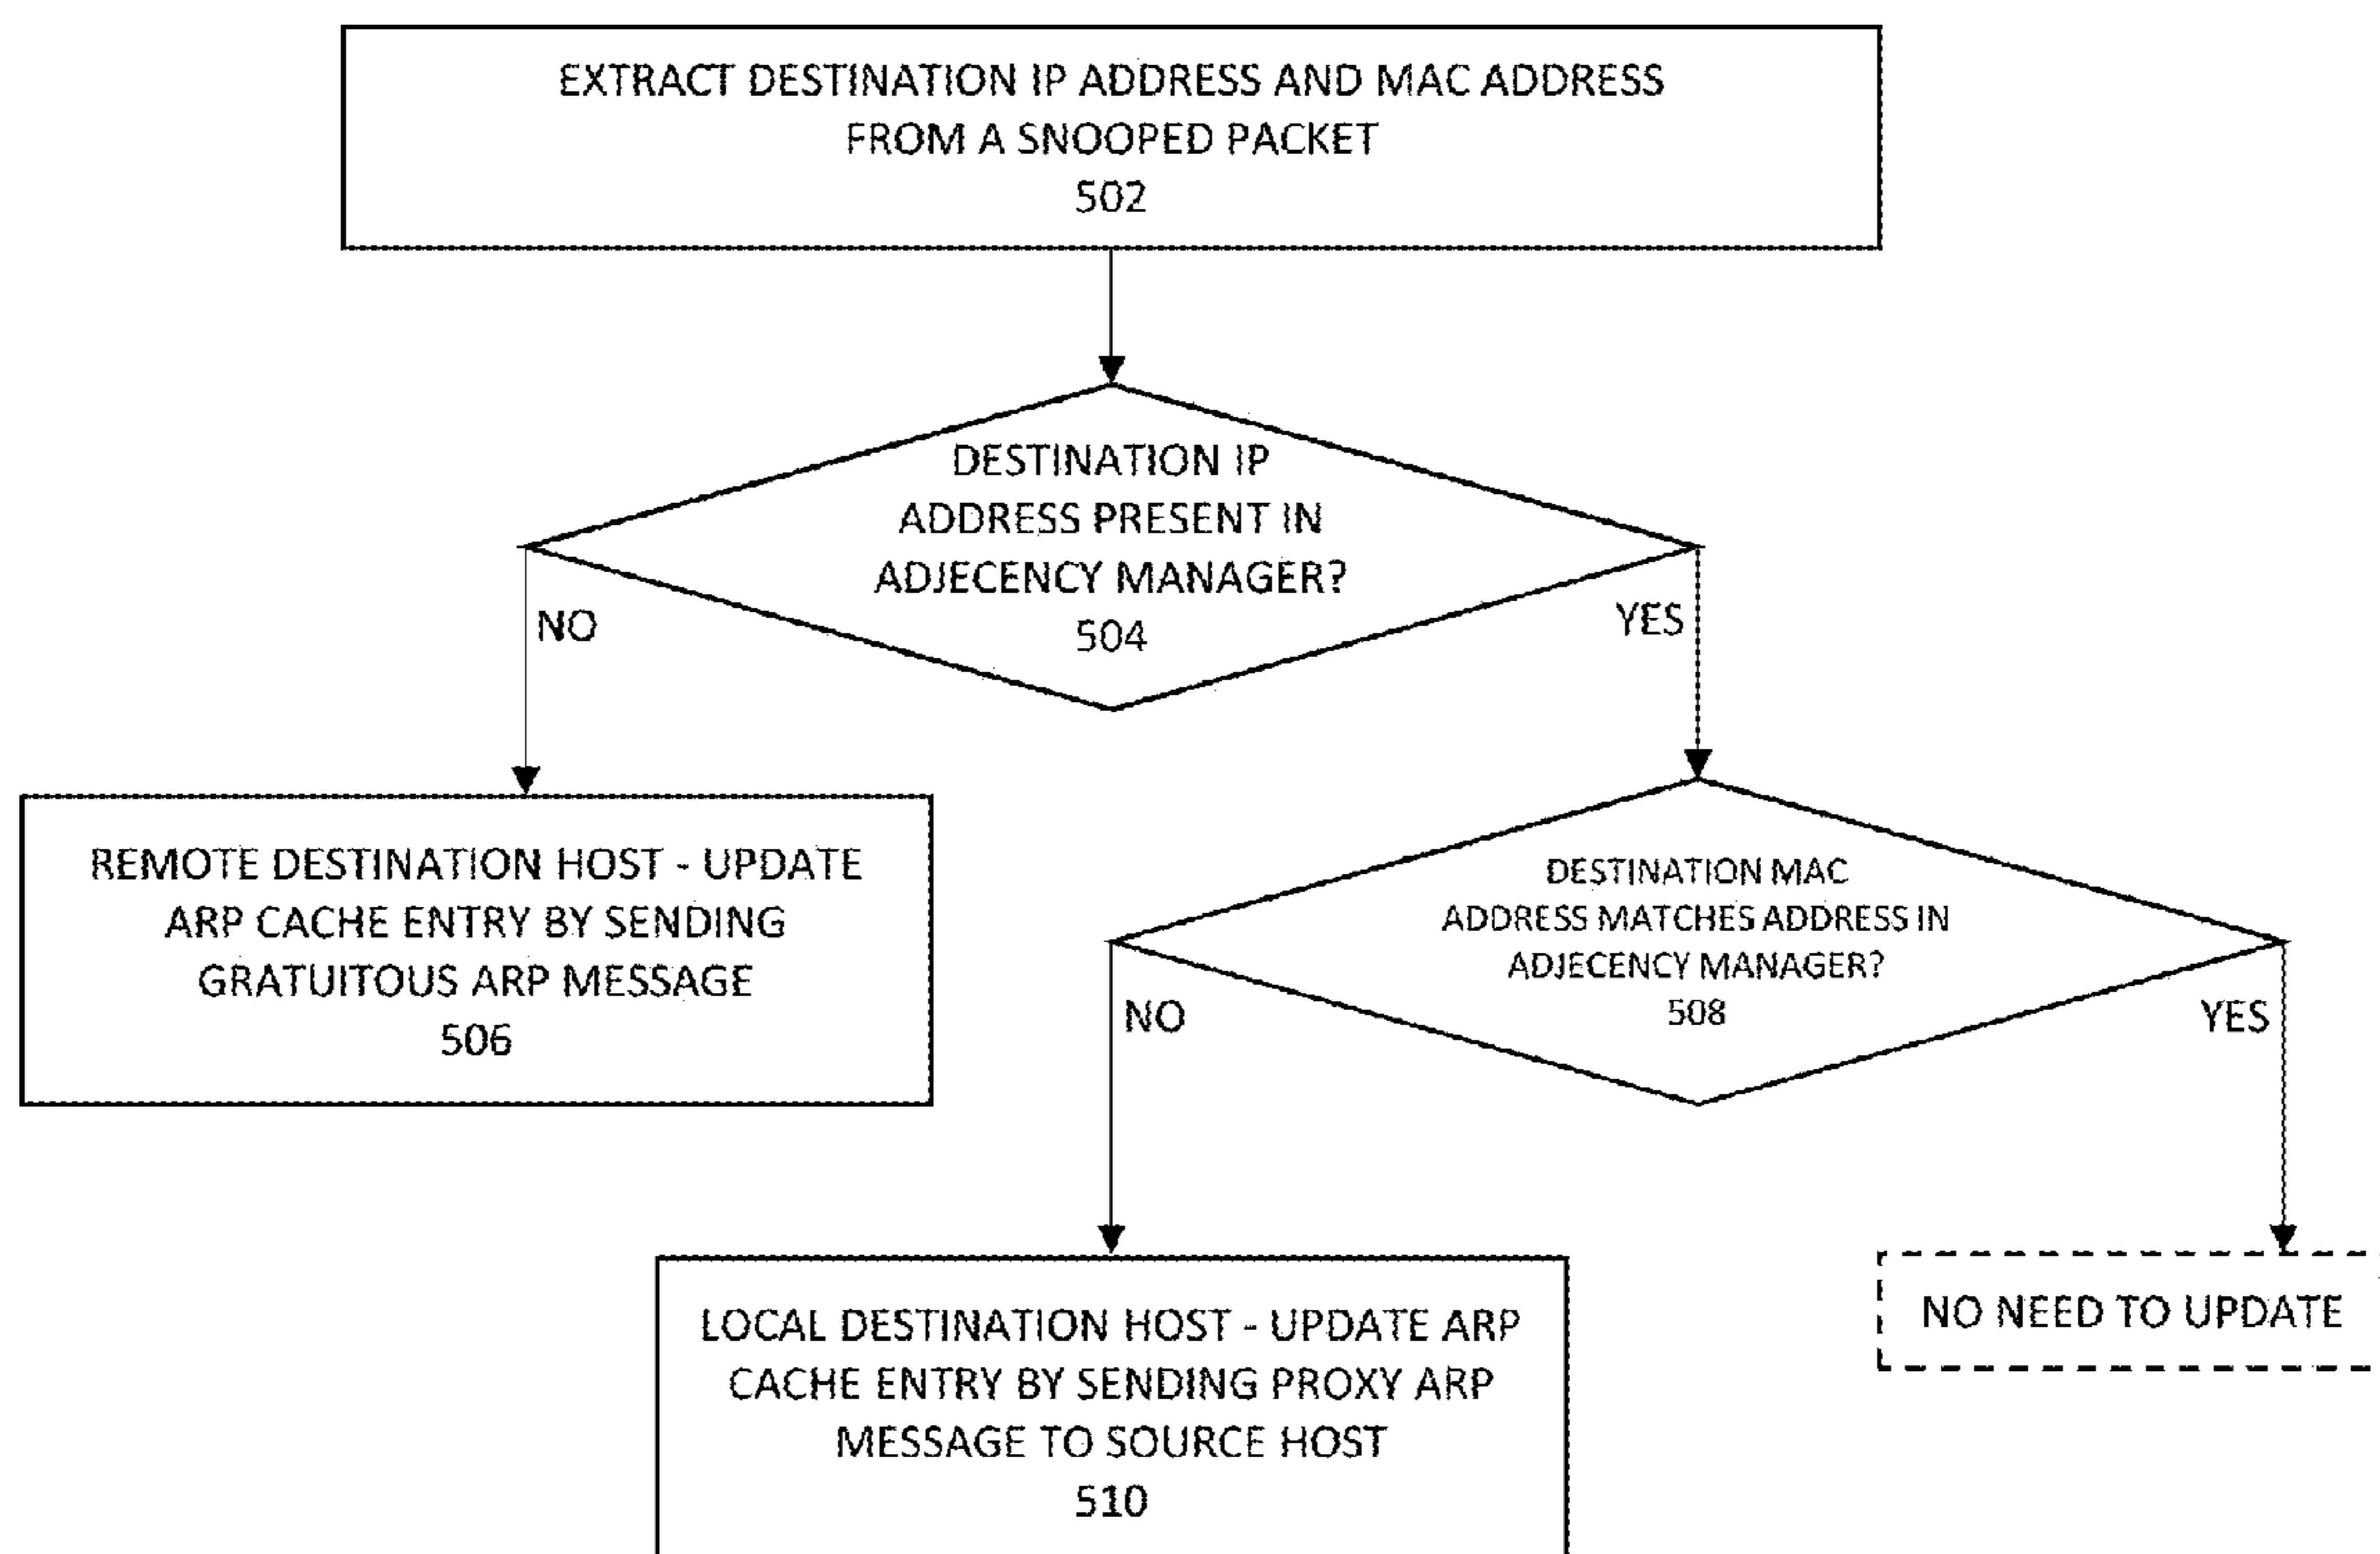 EXTRACT DESTINATION IP ADDRESS AND MAC ADDRESS
FROM A SNOOPED PACKET
502
DESTINATION IP
ADDRESS PRESENT IN
ADJECENCY MANAGER?
504
NO
YES
REMOTE DESTINATION HOST - UPDATE
ARP CACHE ENTRY BY SENDING
GRATUITOUS ARP MESSAGE
506
DESTINATION MAC
ADDRESS MATCHES ADDRESS IN
ADJECENCY MANAGER?
508
NO
YES
LOCAL DESTINATION HOST - UPDATE ARP
CACHE ENTRY BY SENDING PROXY ARP
MESSAGE TO SOURCE HOST
510
NO NEED TO UPDATE